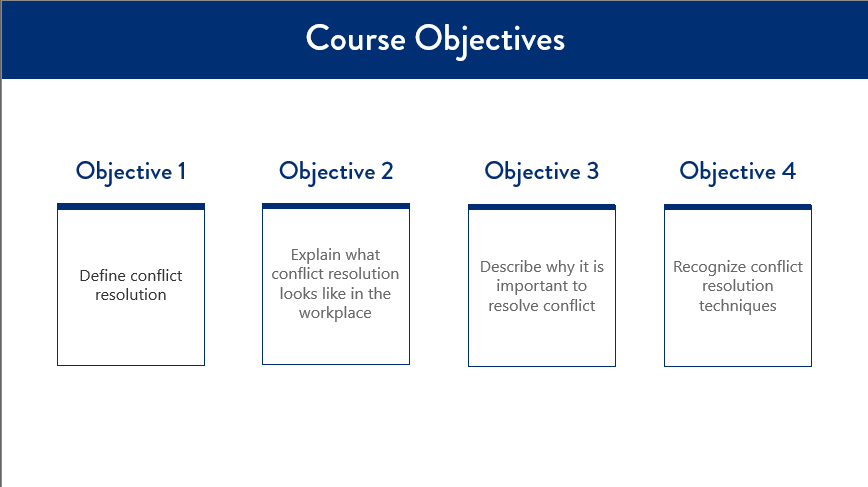 Course Objectives
Objective 1
Define conflict
resolution
Objective 2
Explain what
conflict resolution
looks like in the
workplace
Objective 3
Describe why it is
important to
resolve conflict
Objective 4
Recognize conflict
resolution
techniques